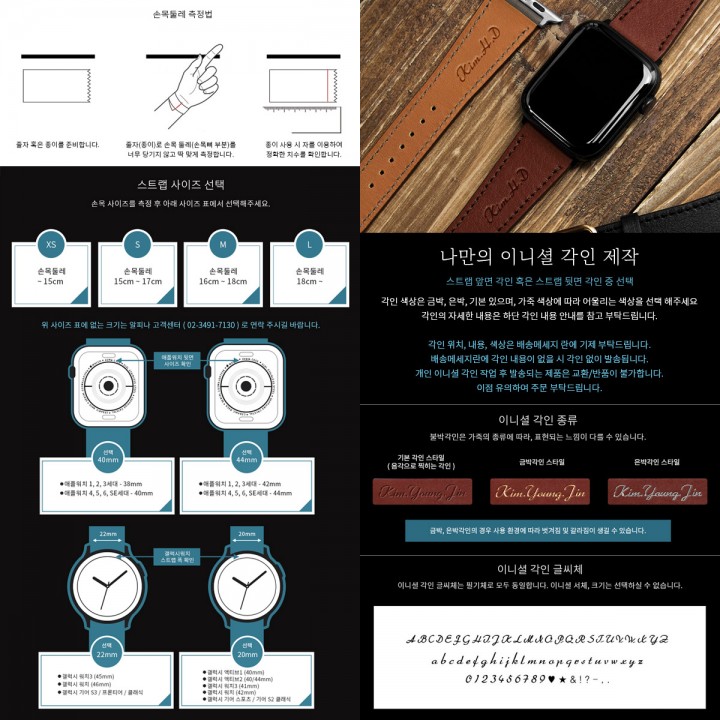 손목둘레 측정법
줄자 혹은 종이를 준비합니다.
줄자(종이)로 손목 둘레(손목뼈 부분)를
너무 당기지 않고 딱 맞게 측정합니다.
종이 사용 시 자를 이용하여
정확한 치수를 확인합니다.
스트랩 사이즈 선택
손목 사이즈를 측정 후 아래 사이즈 표에서 선택해주세요.
XS
손목둘레
~ 15cm
S
손목둘레
15cm ~ 17cm
M
손목둘레
16cm ~ 18cm
L
손목둘레
18cm ~
위 사이즈 표에 없는 크기는 알피나 고객센터 ( 02-3491-7130 ) 로 연락 주시길 바랍니다.
애플워치 뒷면
사이즈 확인
선택
40mm
●애플워치 1, 2, 3세대 - 38mm
●애플워치 4, 5, 6, SE세대 - 40mm
선택
44mm
●애플워치 1, 2, 3세대 - 42mm
●애플워치 4, 5, 6, SE세대 - 44mm
22mm
20mm
갤럭시워치
스트랩 폭 확인
선택
22mm
●갤럭시 워치3 (45mm)
●갤럭시 워치 (46mm)
●갤럭시 기어 S3 / 프론티어 / 클래식
선택
20mm
●갤럭시 액티브1 (40mm)
●갤럭시 액티브2 (40/44mm)
●갤럭시 워치3 (41mm)
●갤럭시 워치 (42mm)
●갤럭시 기어 스포츠 / 기어 S2 클래식
Kim.H.D
Kim.H.D
나만의 이니셜 각인 제작
스트랩 앞면 각인 혹은 스트랩 뒷면 각인 중 선택
각인 색상은 금박, 은박, 기본 있으며, 가죽 색상에 따라 어울리는 색상을 선택 해주세요
각인의 자세한 내용은 하단 각인 내용 안내를 참고 부탁드립니다.
각인 위치, 내용, 색상은 배송메세지 란에 기제 부탁드립니다.
배송메세지란에 각인 내용이 없을 시 각인 없이 발송됩니다.
개인 이니셜 각인 작업 후 발송되는 제품은 교환/반품이 불가합니다.
이점 유의하여 주문 부탁드립니다.
이니셜 각인 종류
불박각인은 가죽의 종류에 따라, 표현되는 느낌이 다를 수 있습니다.
기본 각인 스타일
( 음각으로 찍히는 각인 )
금박각인 스타일
은박각인 스타일
Kim.Young.Jin
Kim.Young.Jin
Kim.Young.Jin
금박, 은박각인의 경우 사용 환경에 따라 벗겨짐 및 갈라짐이 생길 수 있습니다.
이니셜 각인 글씨체
이니셜 각인 글씨체는 필기체로 모두 동일합니다. 이니셜 서체, 크기는 선택하실 수 없습니다.
ABCDEFGHIJKLMNOPQRSTUVWXYZ
abcdefghijklmnopqrstuvwxyz
0123456789♥★&!?~,.